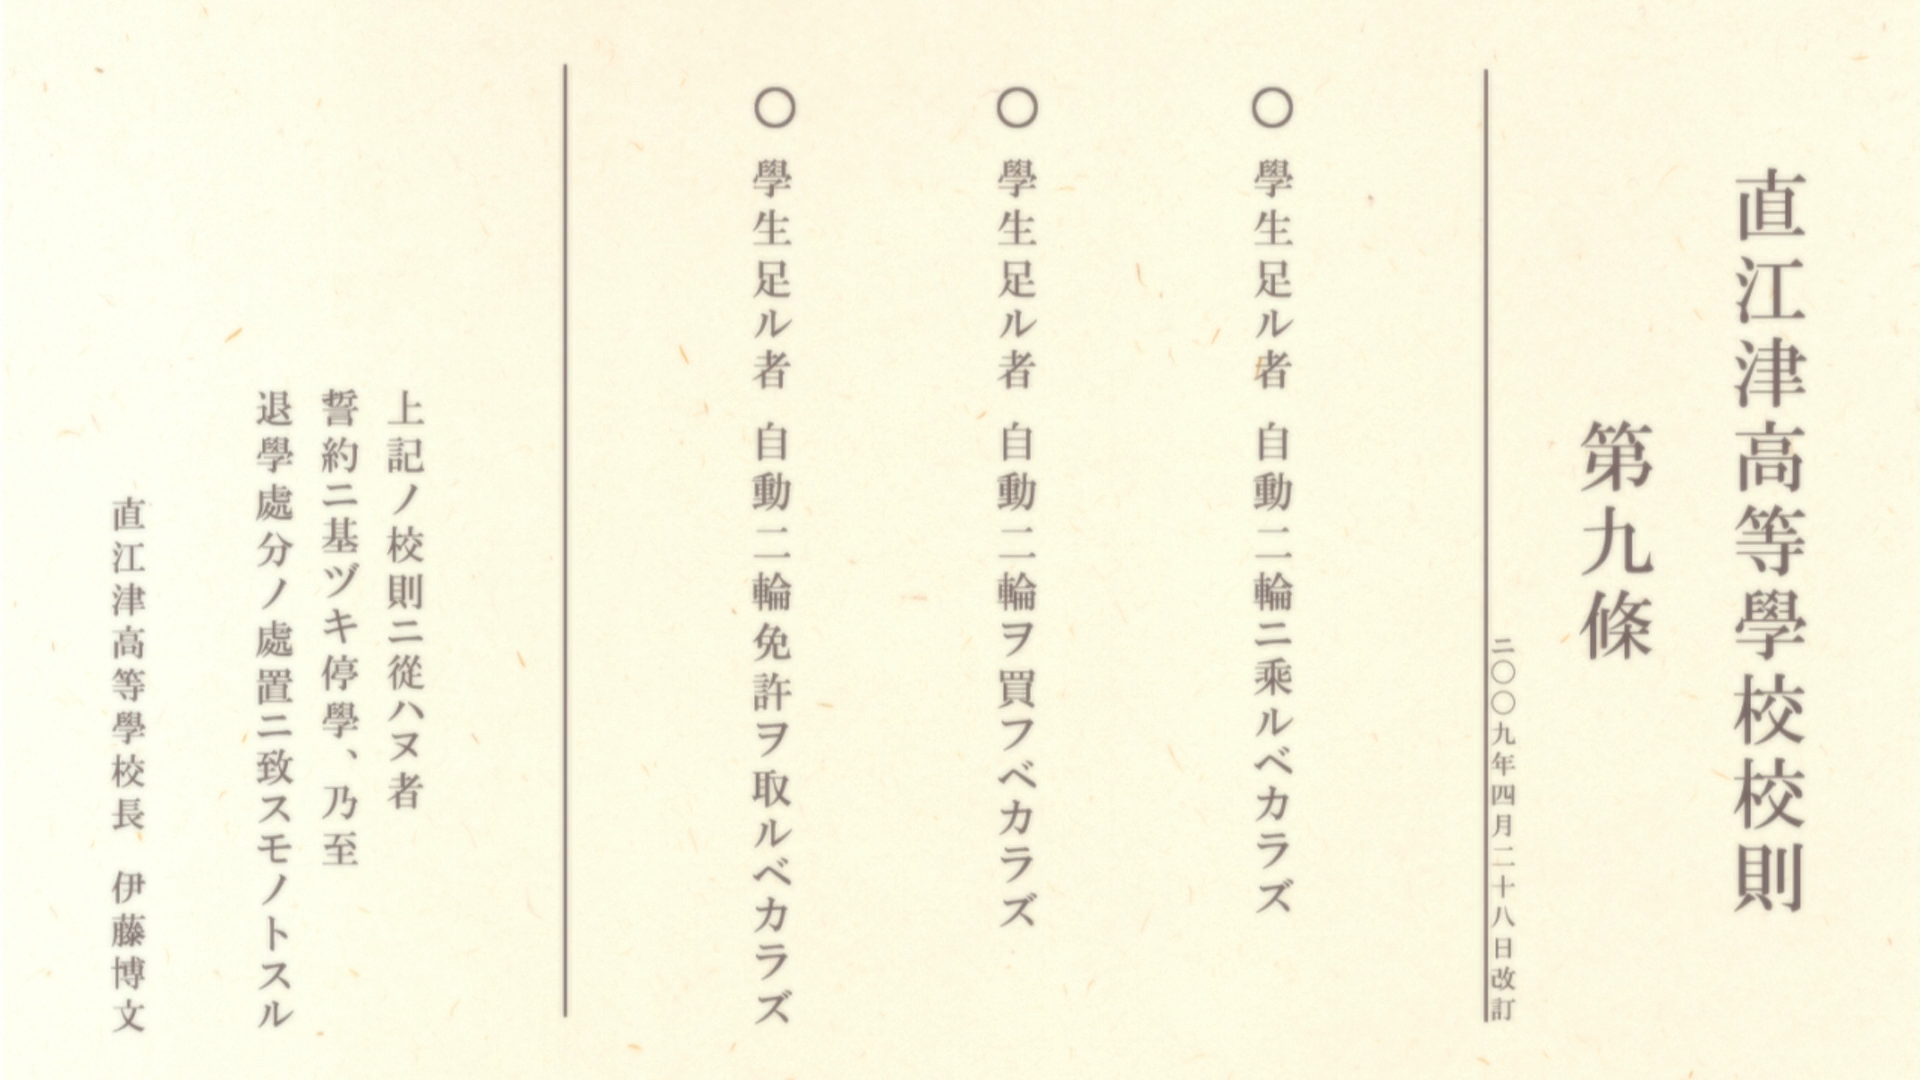 直江津高等學校校則
第九條
二〇〇九年四月二十八日改訂
〇 學生足ル者 自動二輪ニ乘ルベカラズ
〇 學生足ル者 自動二輪ヲ買フベカラズ
〇 學生足ル者 自動二輪免許ヲ取ルベカラズ
上記ノ校則ニ從ハヌ者
誓約ニ基ヅキ停學、乃至
退學處分ノ處置ニ致スモノトスル
直江津高等學校長 伊藤博文